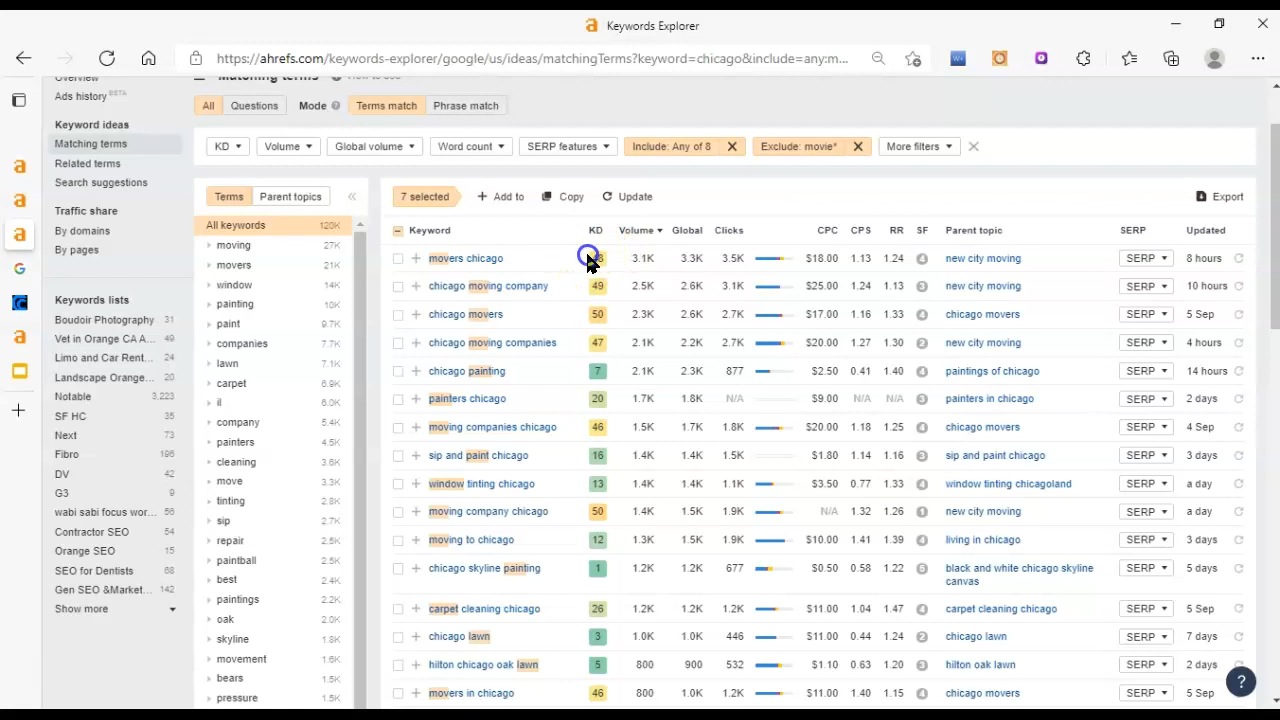 Keywords Explorer
https://ahrefs.com/keywords-explorer/google/us/ideas/matchingTerms?keyword=chicago&include=any:m...
Overview
Matching terms
Ads history BETA
All Questions Mode Terms match Phrase match
Keyword ideas
Matching terms
Related terms
Search suggestions
KD Volume Global volume Word count SERP features Include: Any of 8 Exclude: movie* More filters
Traffic share
By domains
By pages
Keywords lists
Boudoir Photography 31
Vet in Orange CA A... 49
Limo and Car Rent... 24
Landscape Orange... 20
Notable 3,223
SF HC 35
Next 73
Fibro 196
DV 42
G3 9
wabi sabi focus wor... 56
Contractor SEO 54
Orange SEO 15
SEO for Dentists 68
Gen SEO &Market... 142
Show more
Terms Parent topics
All keywords 120K
moving 27K
movers 21K
window 14K
painting 10K
paint 9.7K
companies 7.7K
lawn 7.1K
carpet 6.9K
il 6.0K
company 5.4K
painters 4.5K
cleaning 3.6K
move 3.3K
tinting 2.8K
sip 2.7K
repair 2.5K
paintball 2.5K
best 2.4K
paintings 2.2K
oak 2.0K
skyline 1.8K
movement 1.6K
bears 1.5K
pressure 1.5K
7 selected Add to Copy Update Export
Keyword KD Volume Global Clicks CPC CPS RR SF Parent topic SERP Updated
movers chicago 3.1K 3.3K 3.5K $18.00 1.13 1.24 4 new city moving SERP 8 hours
chicago moving company 49 2.5K 2.6K 3.1K $25.00 1.24 1.13 3 new city moving SERP 10 hours
chicago movers 50 2.3K 2.6K 2.7K $17.00 1.16 1.33 4 chicago movers SERP 5 Sep
chicago moving companies 47 2.1K 2.2K 2.7K $20.00 1.27 1.30 2 new city moving SERP 4 hours
chicago painting 7 2.1K 2.3K 877 $2.50 0.41 1.40 4 paintings of chicago SERP 14 hours
painters chicago 20 1.7K 1.8K N/A $9.00 N/A N/A 3 painters in chicago SERP 2 days
moving companies chicago 46 1.5K 1.7K 1.8K $20.00 1.18 1.25 4 chicago movers SERP 4 Sep
sip and paint chicago 16 1.4K 1.4K 1.5K $1.80 1.14 1.16 3 sip and paint chicago SERP 3 days
window tinting chicago 13 1.4K 1.4K 1.1K $3.50 0.77 1.33 4 window tinting chicagoland SERP a day
moving company chicago 50 1.4K 1.5K 1.9K N/A 1.32 1.26 1 new city moving SERP a day
moving to chicago 12 1.3K 1.5K 1.9K $10.00 1.41 1.39 4 living in chicago SERP 3 days
chicago skyline painting 1 1.2K 1.2K 677 $0.50 0.58 1.22 5 black and white chicago skyline SERP 5 days
canvas
carpet cleaning chicago 26 1.2K 1.2K 1.2K $11.00 1.04 1.47 4 carpet cleaning chicago SERP 5 Sep
chicago lawn 3 1.0K 1.0K 446 $11.00 0.44 1.24 2 chicago lawn SERP 7 days
hilton chicago oak lawn 5 800 900 532 $1.10 0.63 1.20 3 hilton oak lawn SERP 2 days
movers in chicago 46 800 1.0K 1.2K $11.00 1.40 1.15 4 chicago movers SERP 5 Sep